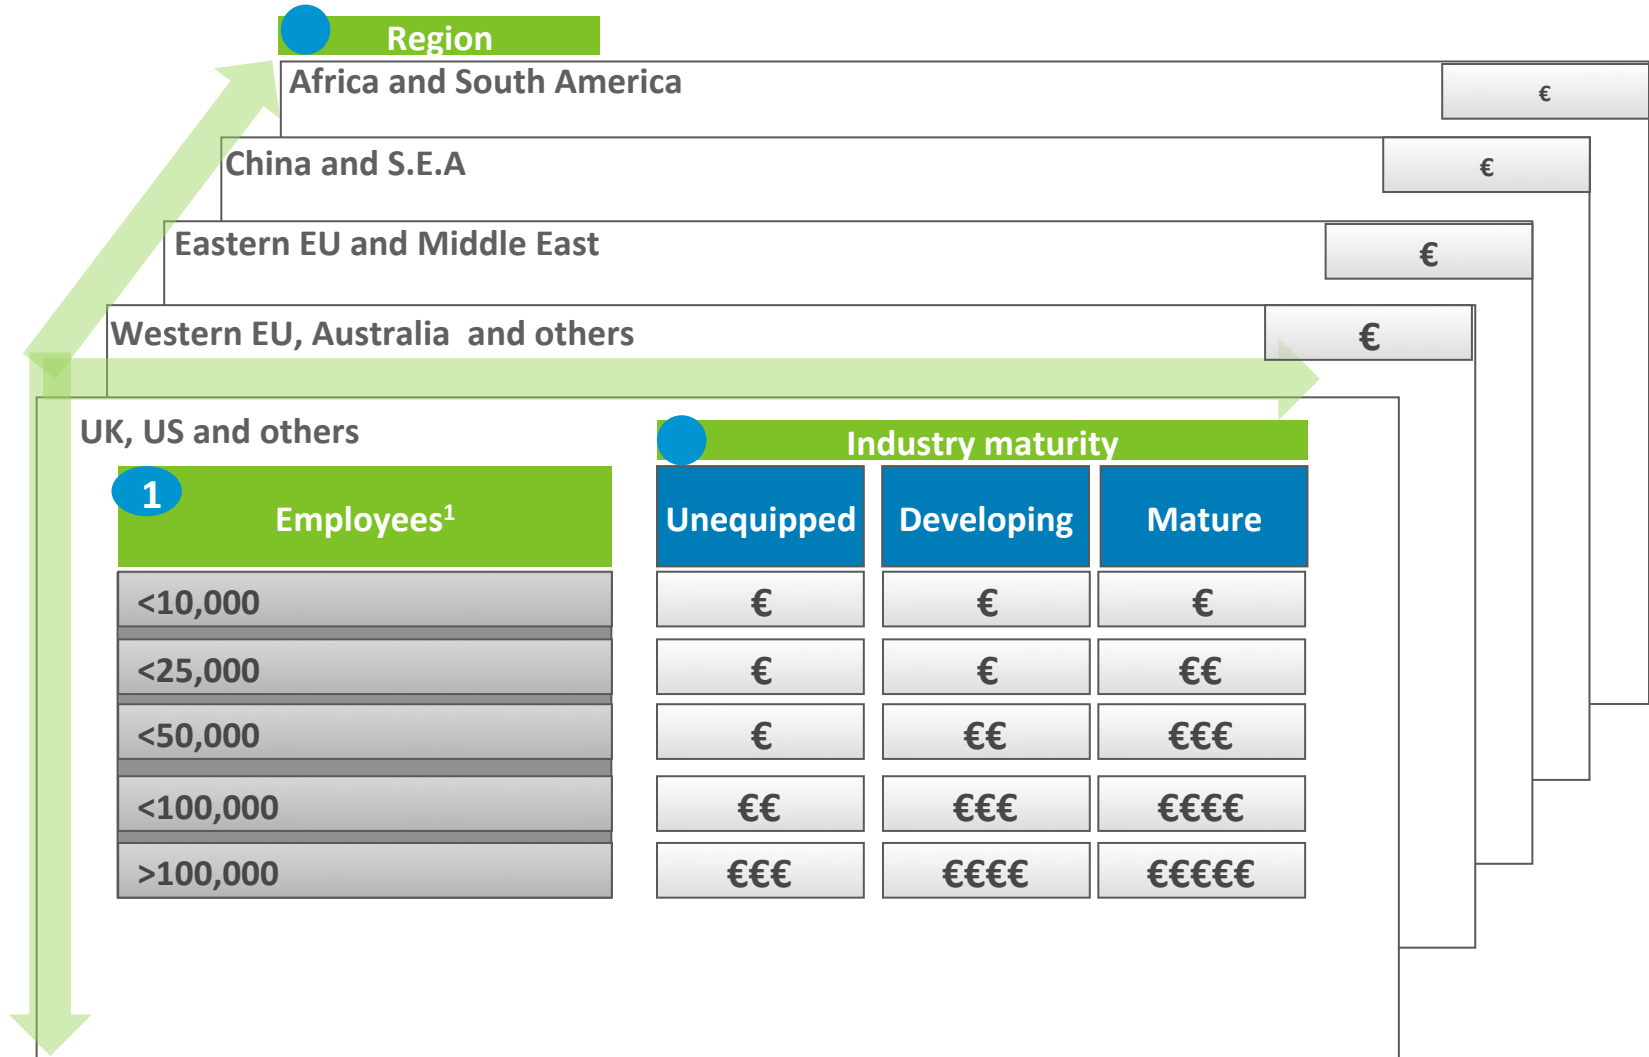 Region
Africa and South America
€
China and S.E.A
€
Eastern EU and Middle East
€
Western EU, Australia  and others
€
UK, US and others
Industry maturity
1
Employees¹
Unequipped
Developing
Mature
<10,000
€
€
€
<25,000
€
€
€€
<50,000
€
€€
€€€
<100,000
€€
€€€
€€€€
>100,000
€€€
€€€€
€€€€€